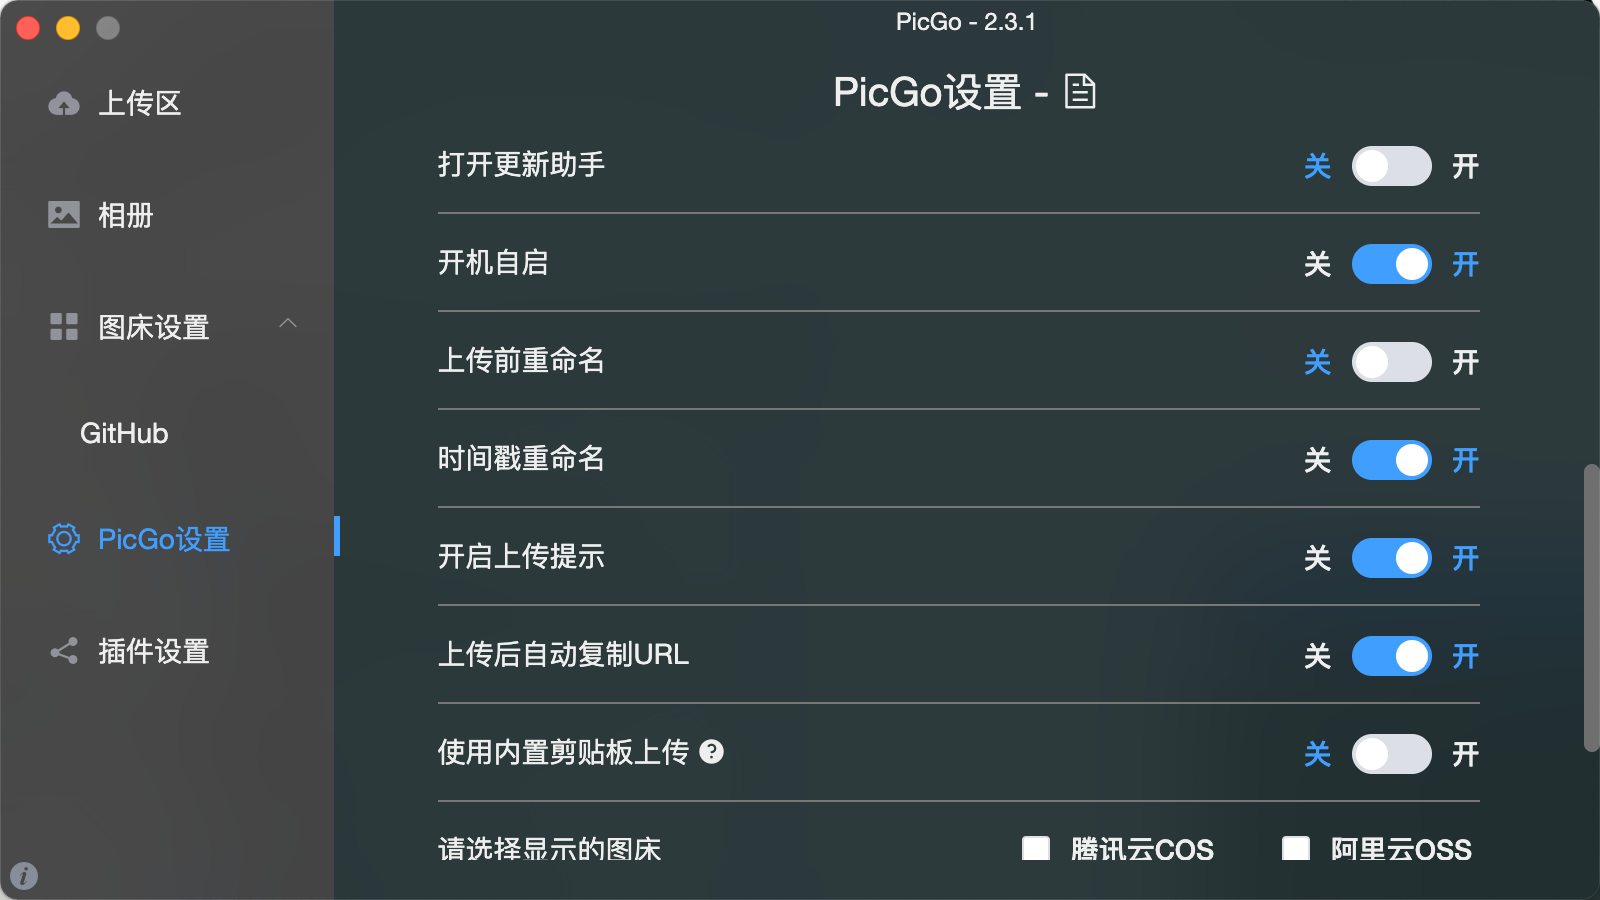 PicGo - 2.3.1
上传区
相册
图床设置
GitHub
PicGo设置
插件设置
PicGo设置 -
打开更新助手 关 开
开机自启 关 开
上传前重命名 关 开
时间戳重命名 关 开
开启上传提示 关 开
上传后自动复制URL 关 开
使用内置剪贴板上传 ? 关 开
请选择显示的图床 腾讯云COS 阿里云OSS